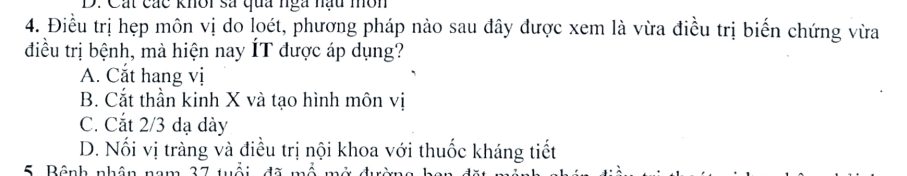 D. Cắt các khối sa qua ngã hậu môn
4. Điều trị hẹp môn vị do loét, phương pháp nào sau đây được xem là vừa điều trị biến chứng vừa
điều trị bệnh, mà hiện nay ÍT được áp dụng?
A. Cắt hang vị
B. Cắt thần kinh X và tạo hình môn vị
C. Cắt 2/3 dạ dày
D. Nối vị tràng và điều trị nội khoa với thuốc kháng tiết
5. Bệnh nhân nam 37 tuổi, đã mổ mở đường bẹn đặt mảnh ghép